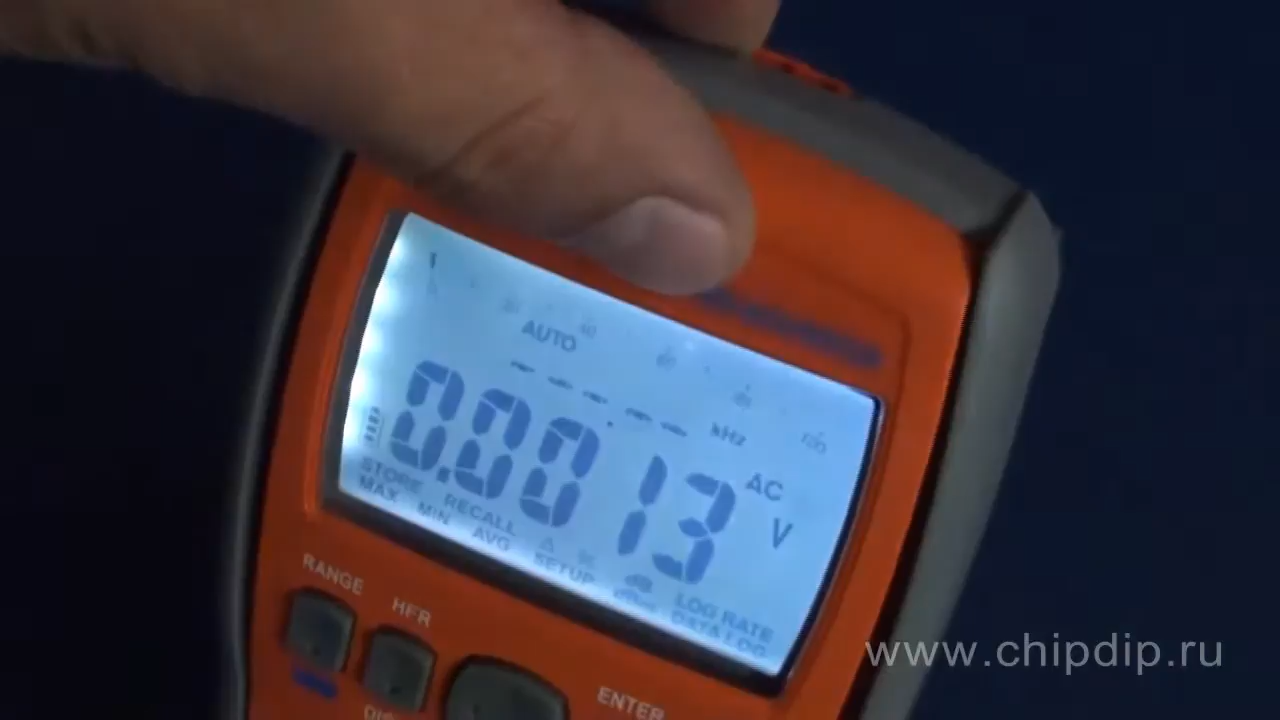 AUTO
kHz
0.0013
AC
V
STORE RECALL
MAX MIN AVG SETUP
LOG RATE
DATA LOG
RANGE
HFR
ENTER
www.chipdip.ru